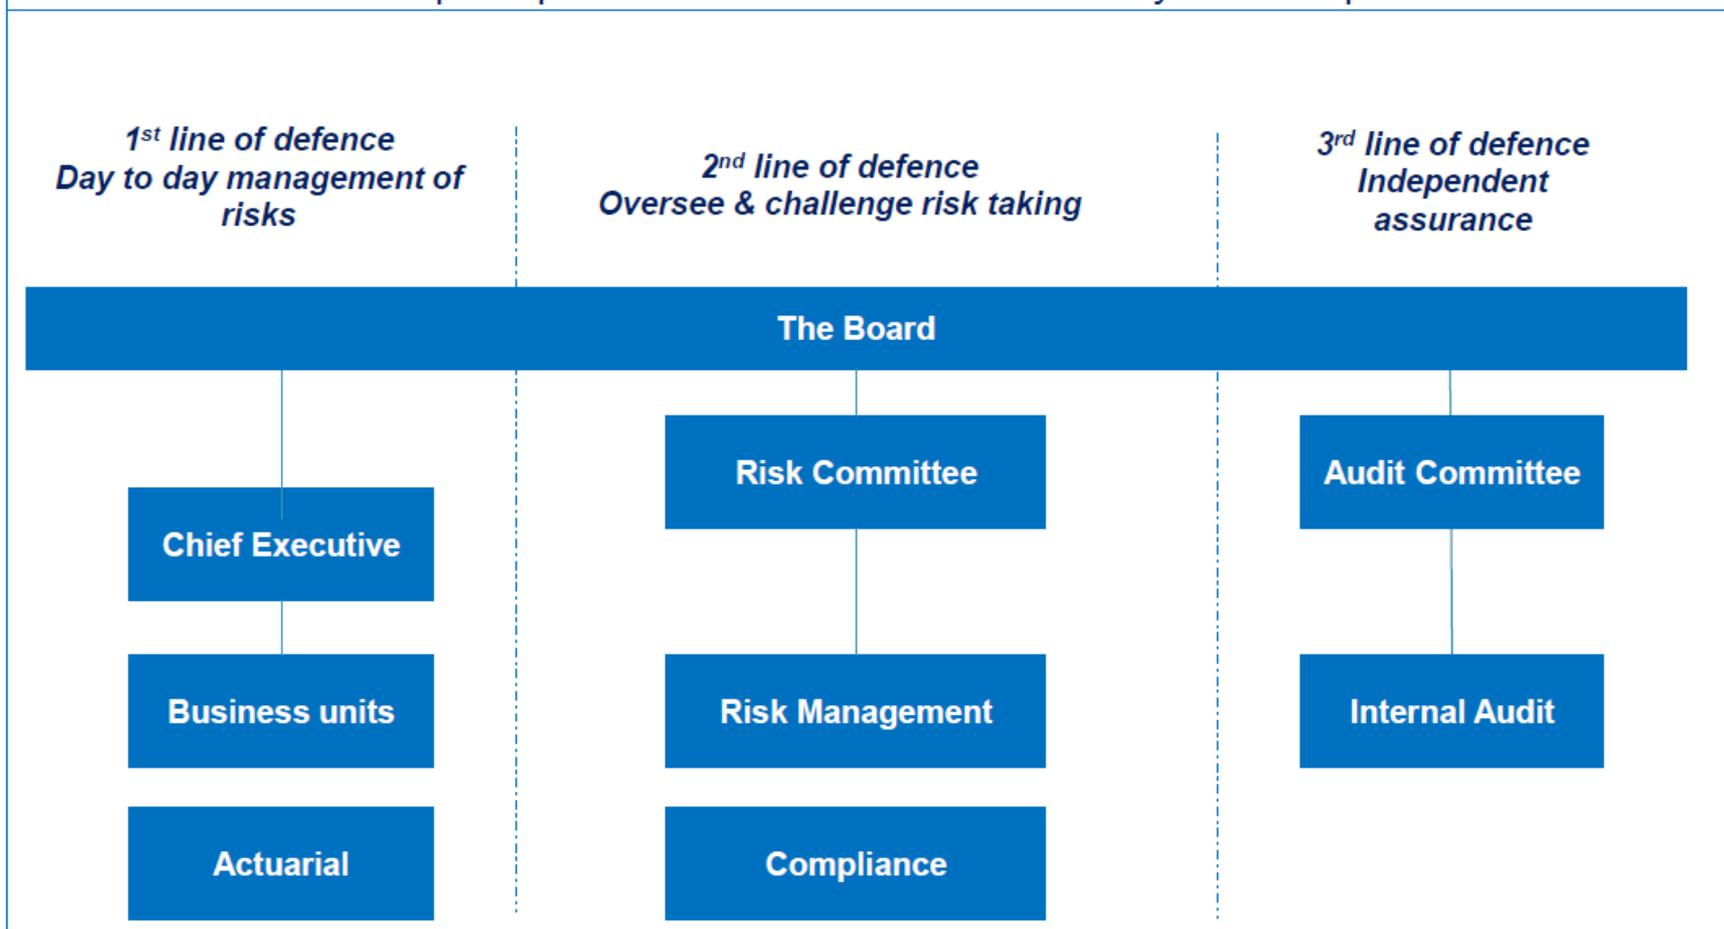 1st line of defence
Day to day management of
risks
2nd line of defence
Oversee & challenge risk taking
3rd line of defence
Independent
assurance
The Board
Risk Committee
Audit Committee
Chief Executive
Business units
Risk Management
Internal Audit
Actuarial
Compliance